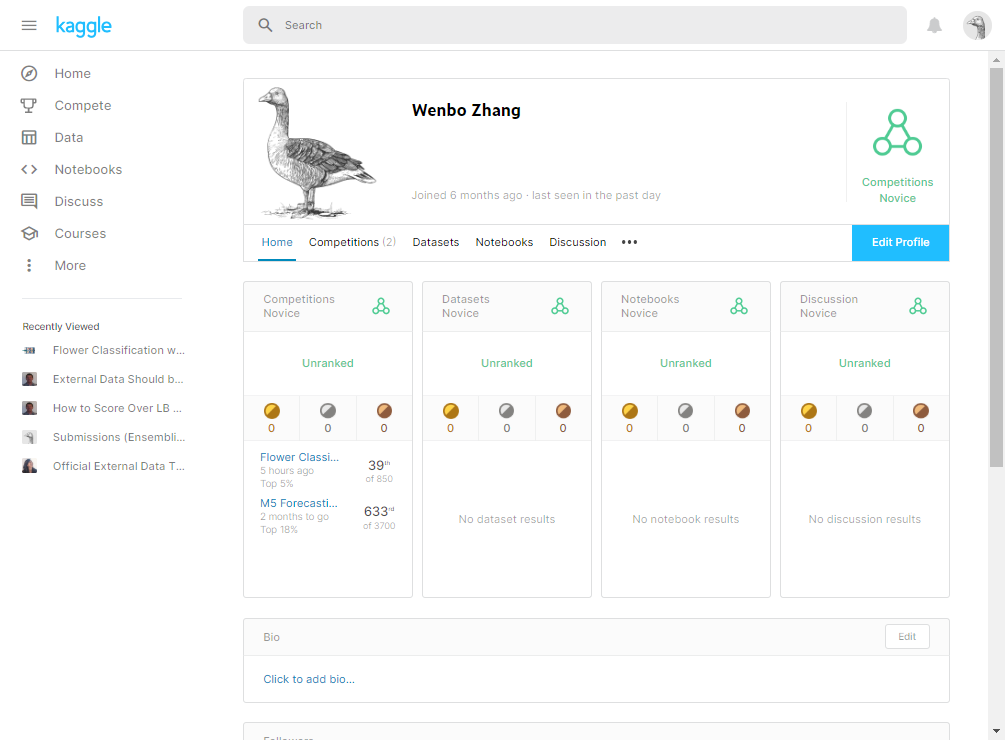 kaggle
Search
Home
Compete
Data
Notebooks
Discuss
Courses
More
Recently Viewed
Flower Classification w...
External Data Should b...
How to Score Over LB ...
Submissions (Ensembli...
Official External Data T...
Wenbo Zhang
Joined 6 months ago · last seen in the past day
Competitions
Novice
Home Competitions (2) Datasets Notebooks Discussion •••
Edit Profile
Competitions
Novice
Unranked
0 0 0
Flower Classi...
5 hours ago
Top 5%
39th
of 850
M5 Forecasti...
2 months to go
Top 18%
633rd
of 3700
Datasets
Novice
Unranked
0 0 0
No dataset results
Notebooks
Novice
Unranked
0 0 0
No notebook results
Discussion
Novice
Unranked
0 0 0
No discussion results
Bio
Edit
Click to add bio...
Followers